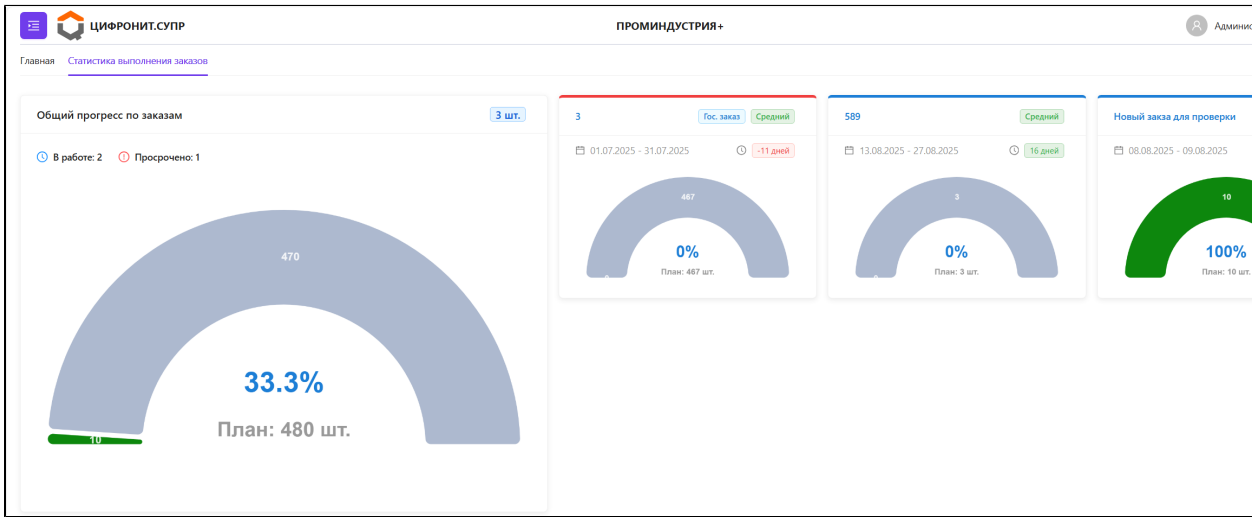 ЦИФРОНИТ.СУПР
ПРОМИНДУСТРИЯ+
Главная Статистика выполнения заказов
Общий прогресс по заказам 3 шт.
В работе: 2 Просрочено: 1
470
10
33.3%
План: 480 шт.
3 Гос. заказ Средний
01.07.2025 - 31.07.2025 -11 дней
467
0
0%
План: 467 шт.
589 Средний
13.08.2025 - 27.08.2025 16 дней
3
0
0%
План: 3 шт.
Новый закза для проверки
08.08.2025 - 09.08.2025
10
100%
План: 10 шт.